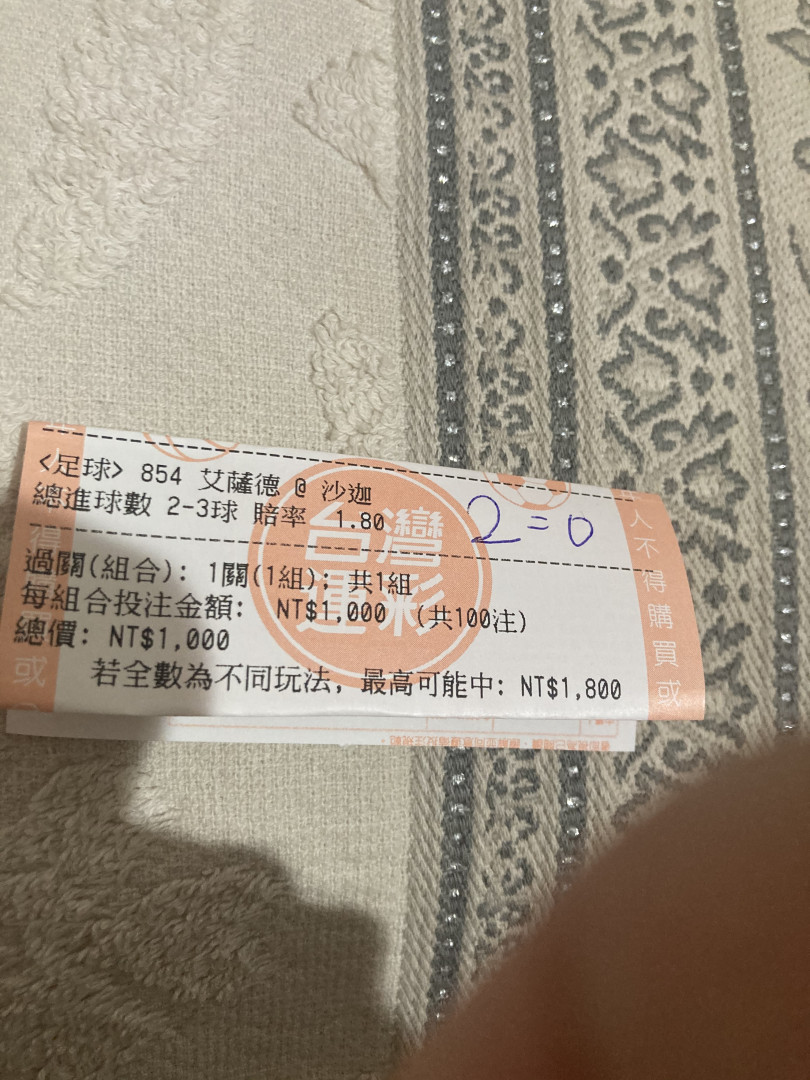 <足球> 854 艾薩德 @ 沙迦
總進球數 2-3球 賠率 1.80
2=0
過關(組合): 1關(1組); 共1組
每組合投注金額: NT$1,000 (共100注)
總價: NT$1,000
若全數為不同玩法, 最高可能中: NT$1,800
台灣
運彩
人不得購買或
得
或